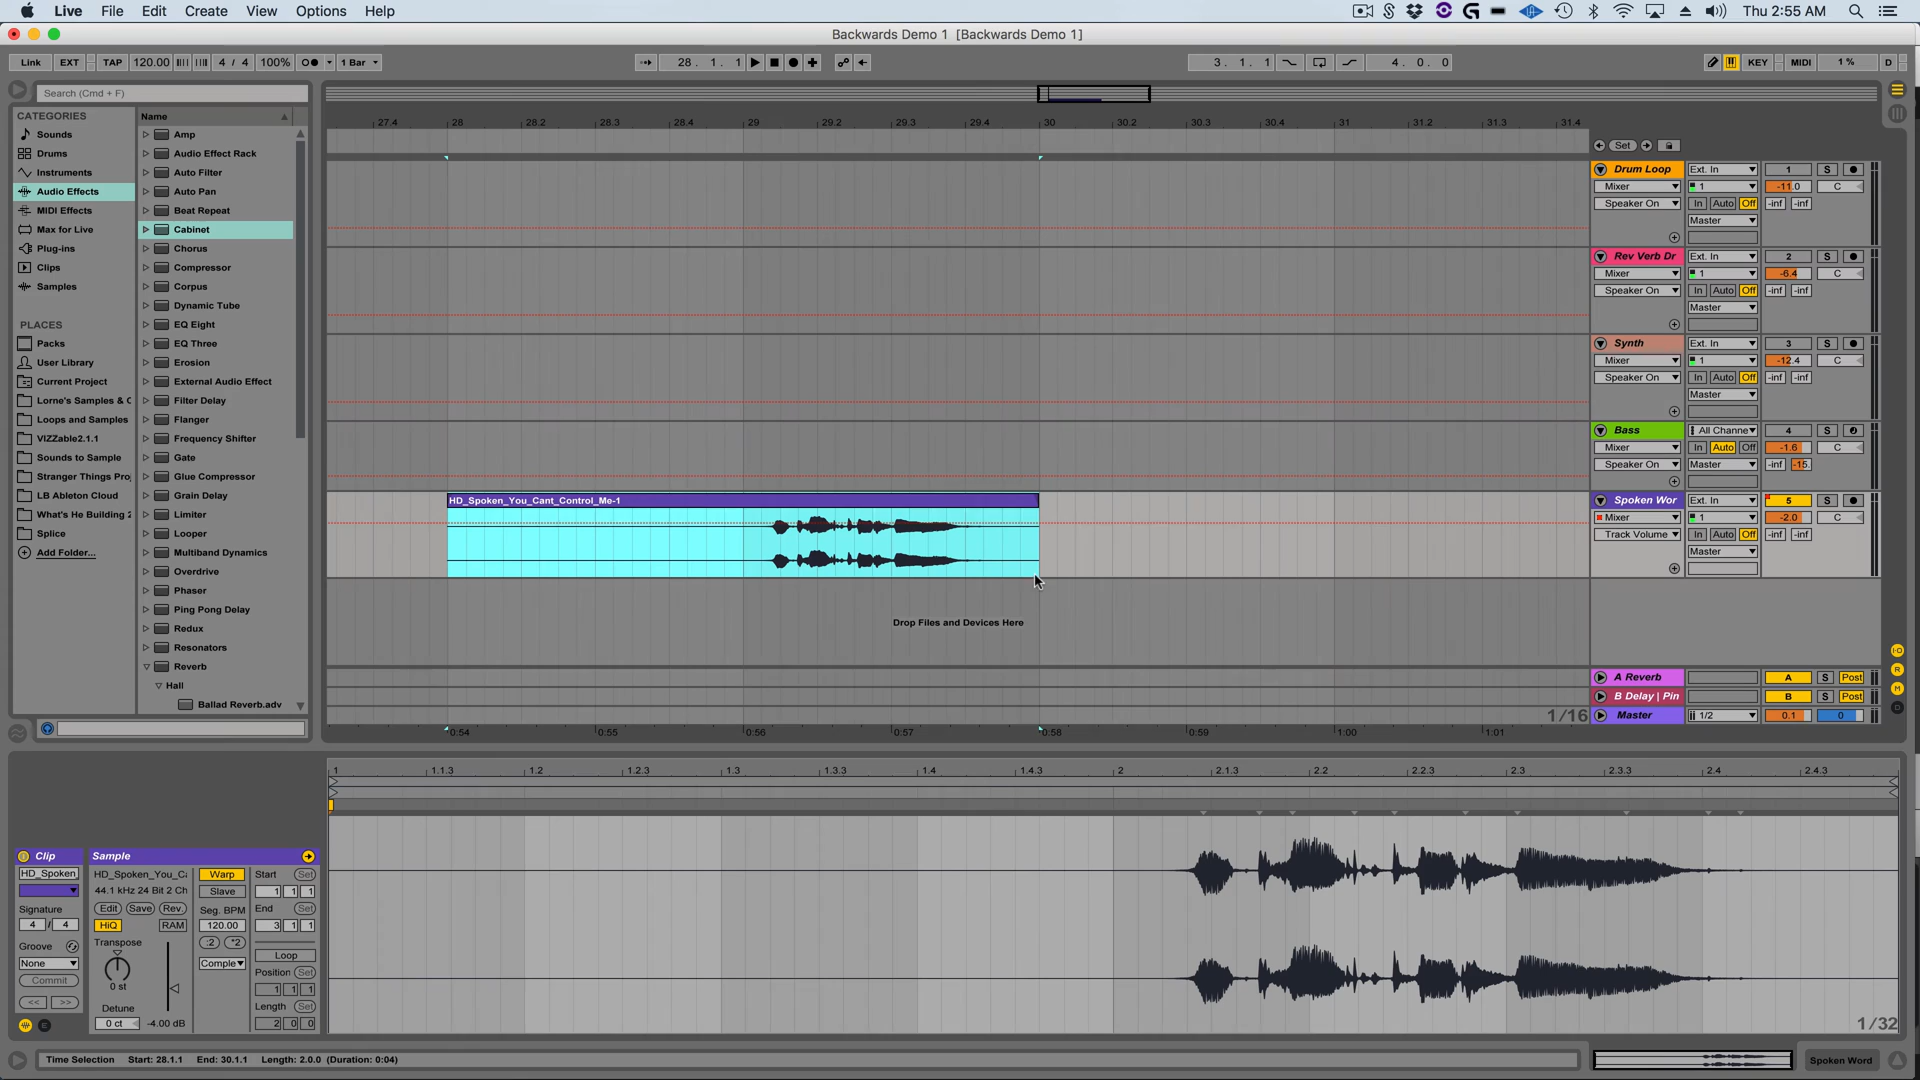 Live File Edit Create View Options Help Thu 2:55 AM
Backwards Demo 1 [Backwards Demo 1]
Link EXT TAP 120.00 4 / 4 100% 1 Bar 28. 1. 1 3. 1. 1 4. 0. 0 KEY MIDI 1 % D
Search (Cmd + F)
CATEGORIES
Sounds
Drums
Instruments
Audio Effects
MIDI Effects
Max for Live
Plug-ins
Clips
Samples
PLACES
Packs
User Library
Current Project
Lorne's Samples & C
Loops and Samples
VIZZable2.1.1
Sounds to Sample
Stranger Things Proj
LB Ableton Cloud
What's He Building 2
Splice
Add Folder...
Name
Amp
Audio Effect Rack
Auto Filter
Auto Pan
Beat Repeat
Cabinet
Chorus
Compressor
Corpus
Dynamic Tube
EQ Eight
EQ Three
Erosion
External Audio Effect
Filter Delay
Flanger
Frequency Shifter
Gate
Glue Compressor
Grain Delay
Limiter
Looper
Multiband Dynamics
Overdrive
Phaser
Ping Pong Delay
Redux
Resonators
Reverb
Hall
Ballad Reverb.adv
27.4 28 28.2 28.3 28.4 29 29.2 29.3 29.4 30 30.2 30.3 30.4 31 31.2 31.3 31.4
Set
Drum Loop Ext. In 1 S
Mixer 1 -11.0 C
Speaker On In Auto Off -inf -inf
Master
Rev Verb Dr Ext. In 2 S
Mixer 1 -6.4 C
Speaker On In Auto Off -inf -inf
Master
Synth Ext. In 3 S
Mixer 1 -12.4 C
Speaker On In Auto Off -inf -inf
Master
Bass All Channe 4 S
Mixer In Auto Off -1.6 C
Speaker On Master -inf -15.
HD_Spoken_You_Cant_Control_Me-1
Spoken Wor Ext. In 5 S
Mixer 1 -2.0 C
Track Volume In Auto Off -inf -inf
Master
Drop Files and Devices Here
A Reverb A S Post
B Delay | Pin B S Post
1/16 Master 1/2 0.1 0
0:54 0:55 0:56 0:57 0:58 0:59 1:00 1:01
I-O
R
M
D
1 1.1.3 1.2 1.2.3 1.3 1.3.3 1.4 1.4.3 2 2.1.3 2.2 2.2.3 2.3 2.3.3 2.4 2.4.3
Clip
HD_Spoken
Signature
4 / 4
Groove
None
Commit
<< >>
E
Sample
HD_Spoken_You_Ca
44.1 kHz 24 Bit 2 Ch
Edit Save Rev.
HiQ RAM
Transpose
0 st
Detune
0 ct -4.00 dB
Warp
Slave
Seg. BPM
120.00
:2 *2
Comple
Start Set
1 1 1
End Set
3 1 1
Loop
Position Set
1 1 1
Length Set
2 0 0
1/32
Time Selection Start: 28.1.1 End: 30.1.1 Length: 2.0.0 (Duration: 0:04)
Spoken Word